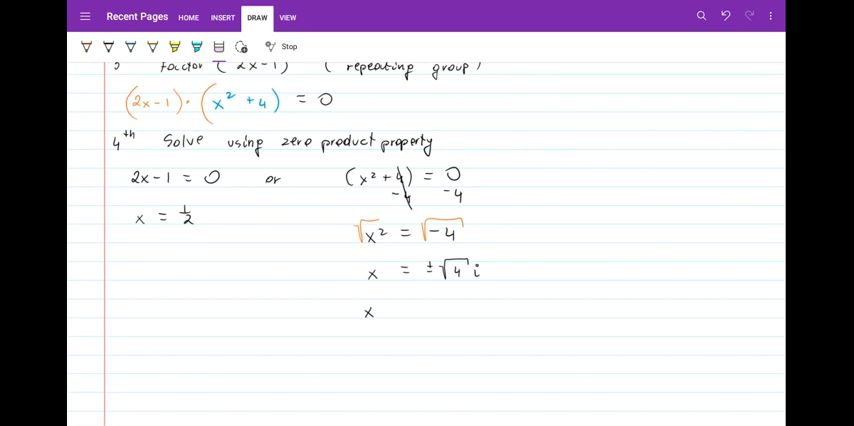 Recent Pages HOME INSERT DRAW VIEW
Stop
Factor (2x-1) (repeating group)
(2x-1)·(x² + 4) = 0
4th Solve using zero product property
2x-1 = 0 or (x² + 4) = 0
-4 -4
x = 1/2
√x² = √-4
x = ±√4 i
x